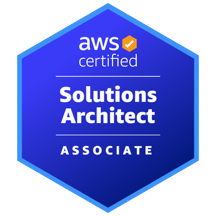 aws
certified
Solutions
Architect
ASSOCIATE